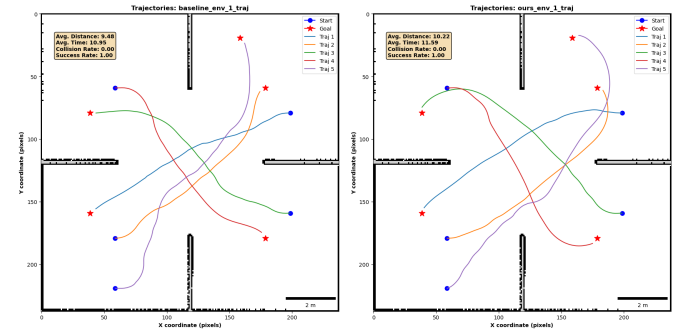 Trajectories: baseline_env_1_traj
Avg. Distance: 9.48
Avg. Time: 10.95
Collision Rate: 0.00
Success Rate: 1.00
Start
Goal
Traj 1
Traj 2
Traj 3
Traj 4
Traj 5
0
50
100
150
200
Y coordinate (pixels)
2 m
0
50
100
150
200
X coordinate (pixels)
Trajectories: ours_env_1_traj
Avg. Distance: 10.22
Avg. Time: 11.59
Collision Rate: 0.00
Success Rate: 1.00
Start
Goal
Traj 1
Traj 2
Traj 3
Traj 4
Traj 5
0
50
100
150
200
Y coordinate (pixels)
2 m
0
50
100
150
200
X coordinate (pixels)